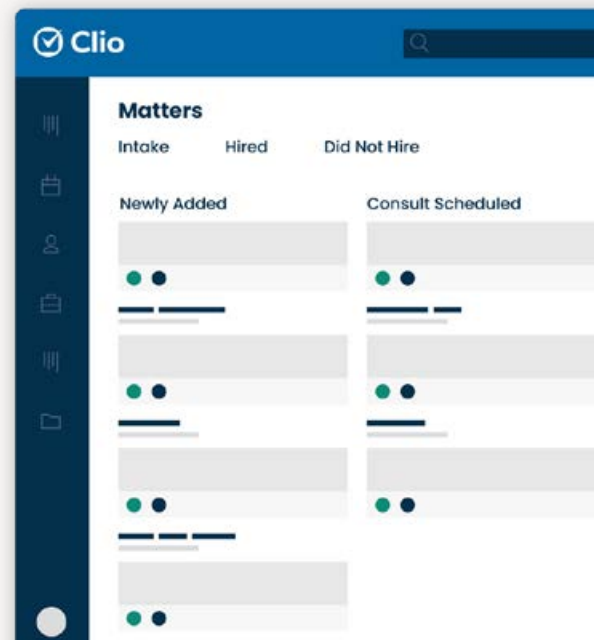 Clio
Matters
Intake Hired Did Not Hire
Newly Added Consult Scheduled